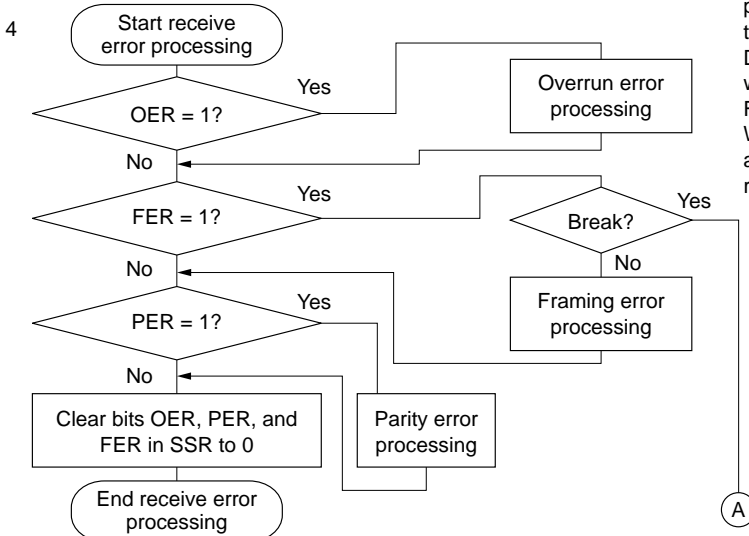 4
Start receive
error processing
OER = 1?
Yes
No
Overrun error
processing
FER = 1?
Yes
No
Break?
Yes
No
Framing error
processing
PER = 1?
Yes
No
Clear bits OER, PER, and
FER in SSR to 0
Parity error
processing
End receive error
processing
A